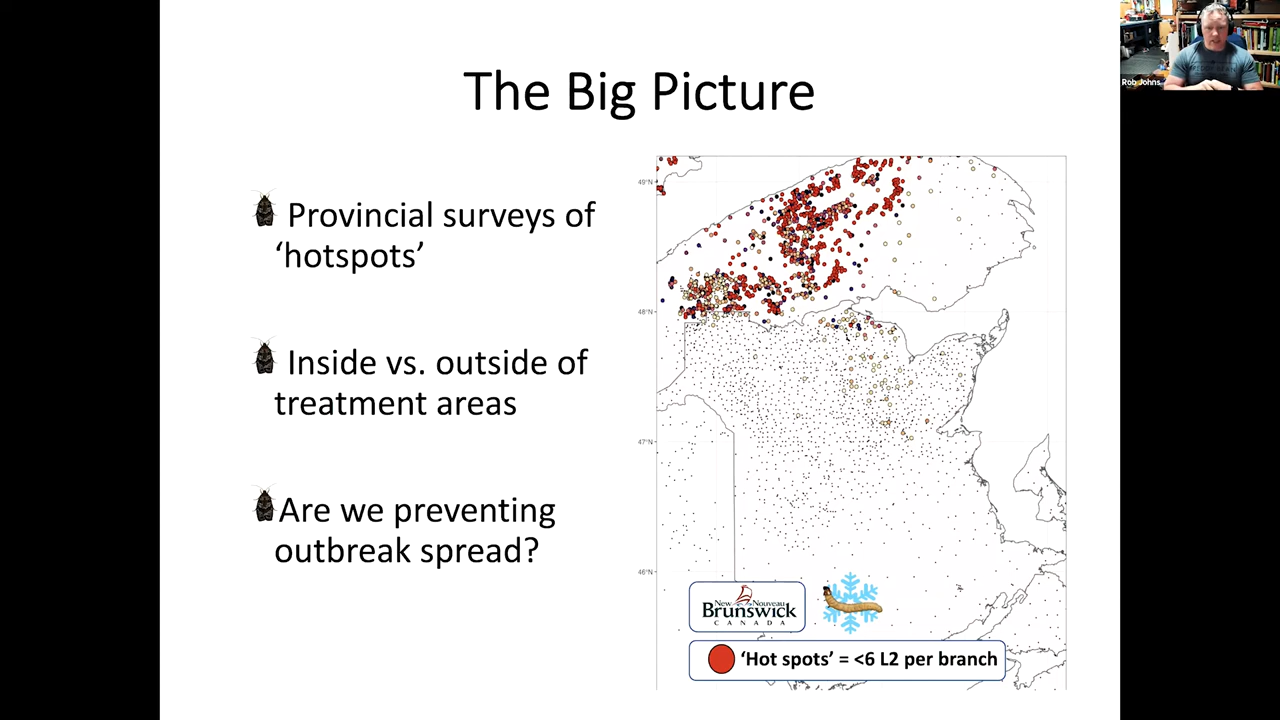 The Big Picture
Rob Johns
Provincial surveys of
‘hotspots’
Inside vs. outside of
treatment areas
Are we preventing
outbreak spread?
49°N
48°N
47°N
46°N
New Nouveau
Brunswick
CANADA
‘Hot spots’ = <6 L2 per branch